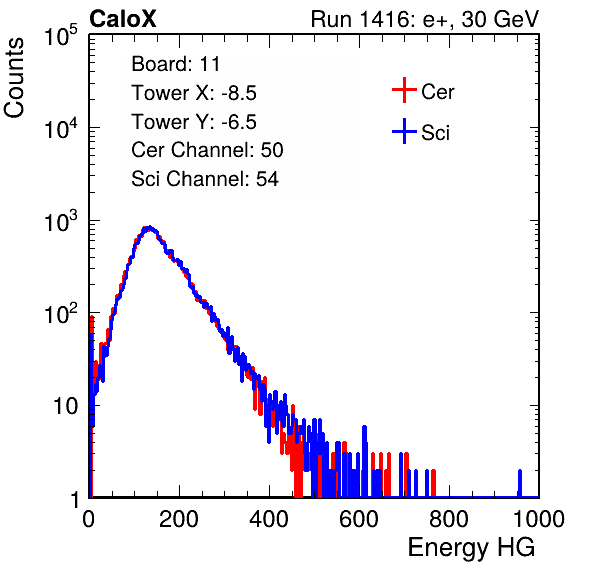 CaloX Run 1416: e+, 30 GeV
Counts
Board: 11
Tower X: -8.5
Tower Y: -6.5
Cer Channel: 50
Sci Channel: 54
Cer
Sci
10^5
10^4
10^3
10^2
10
1
0 200 400 600 800 1000
Energy HG